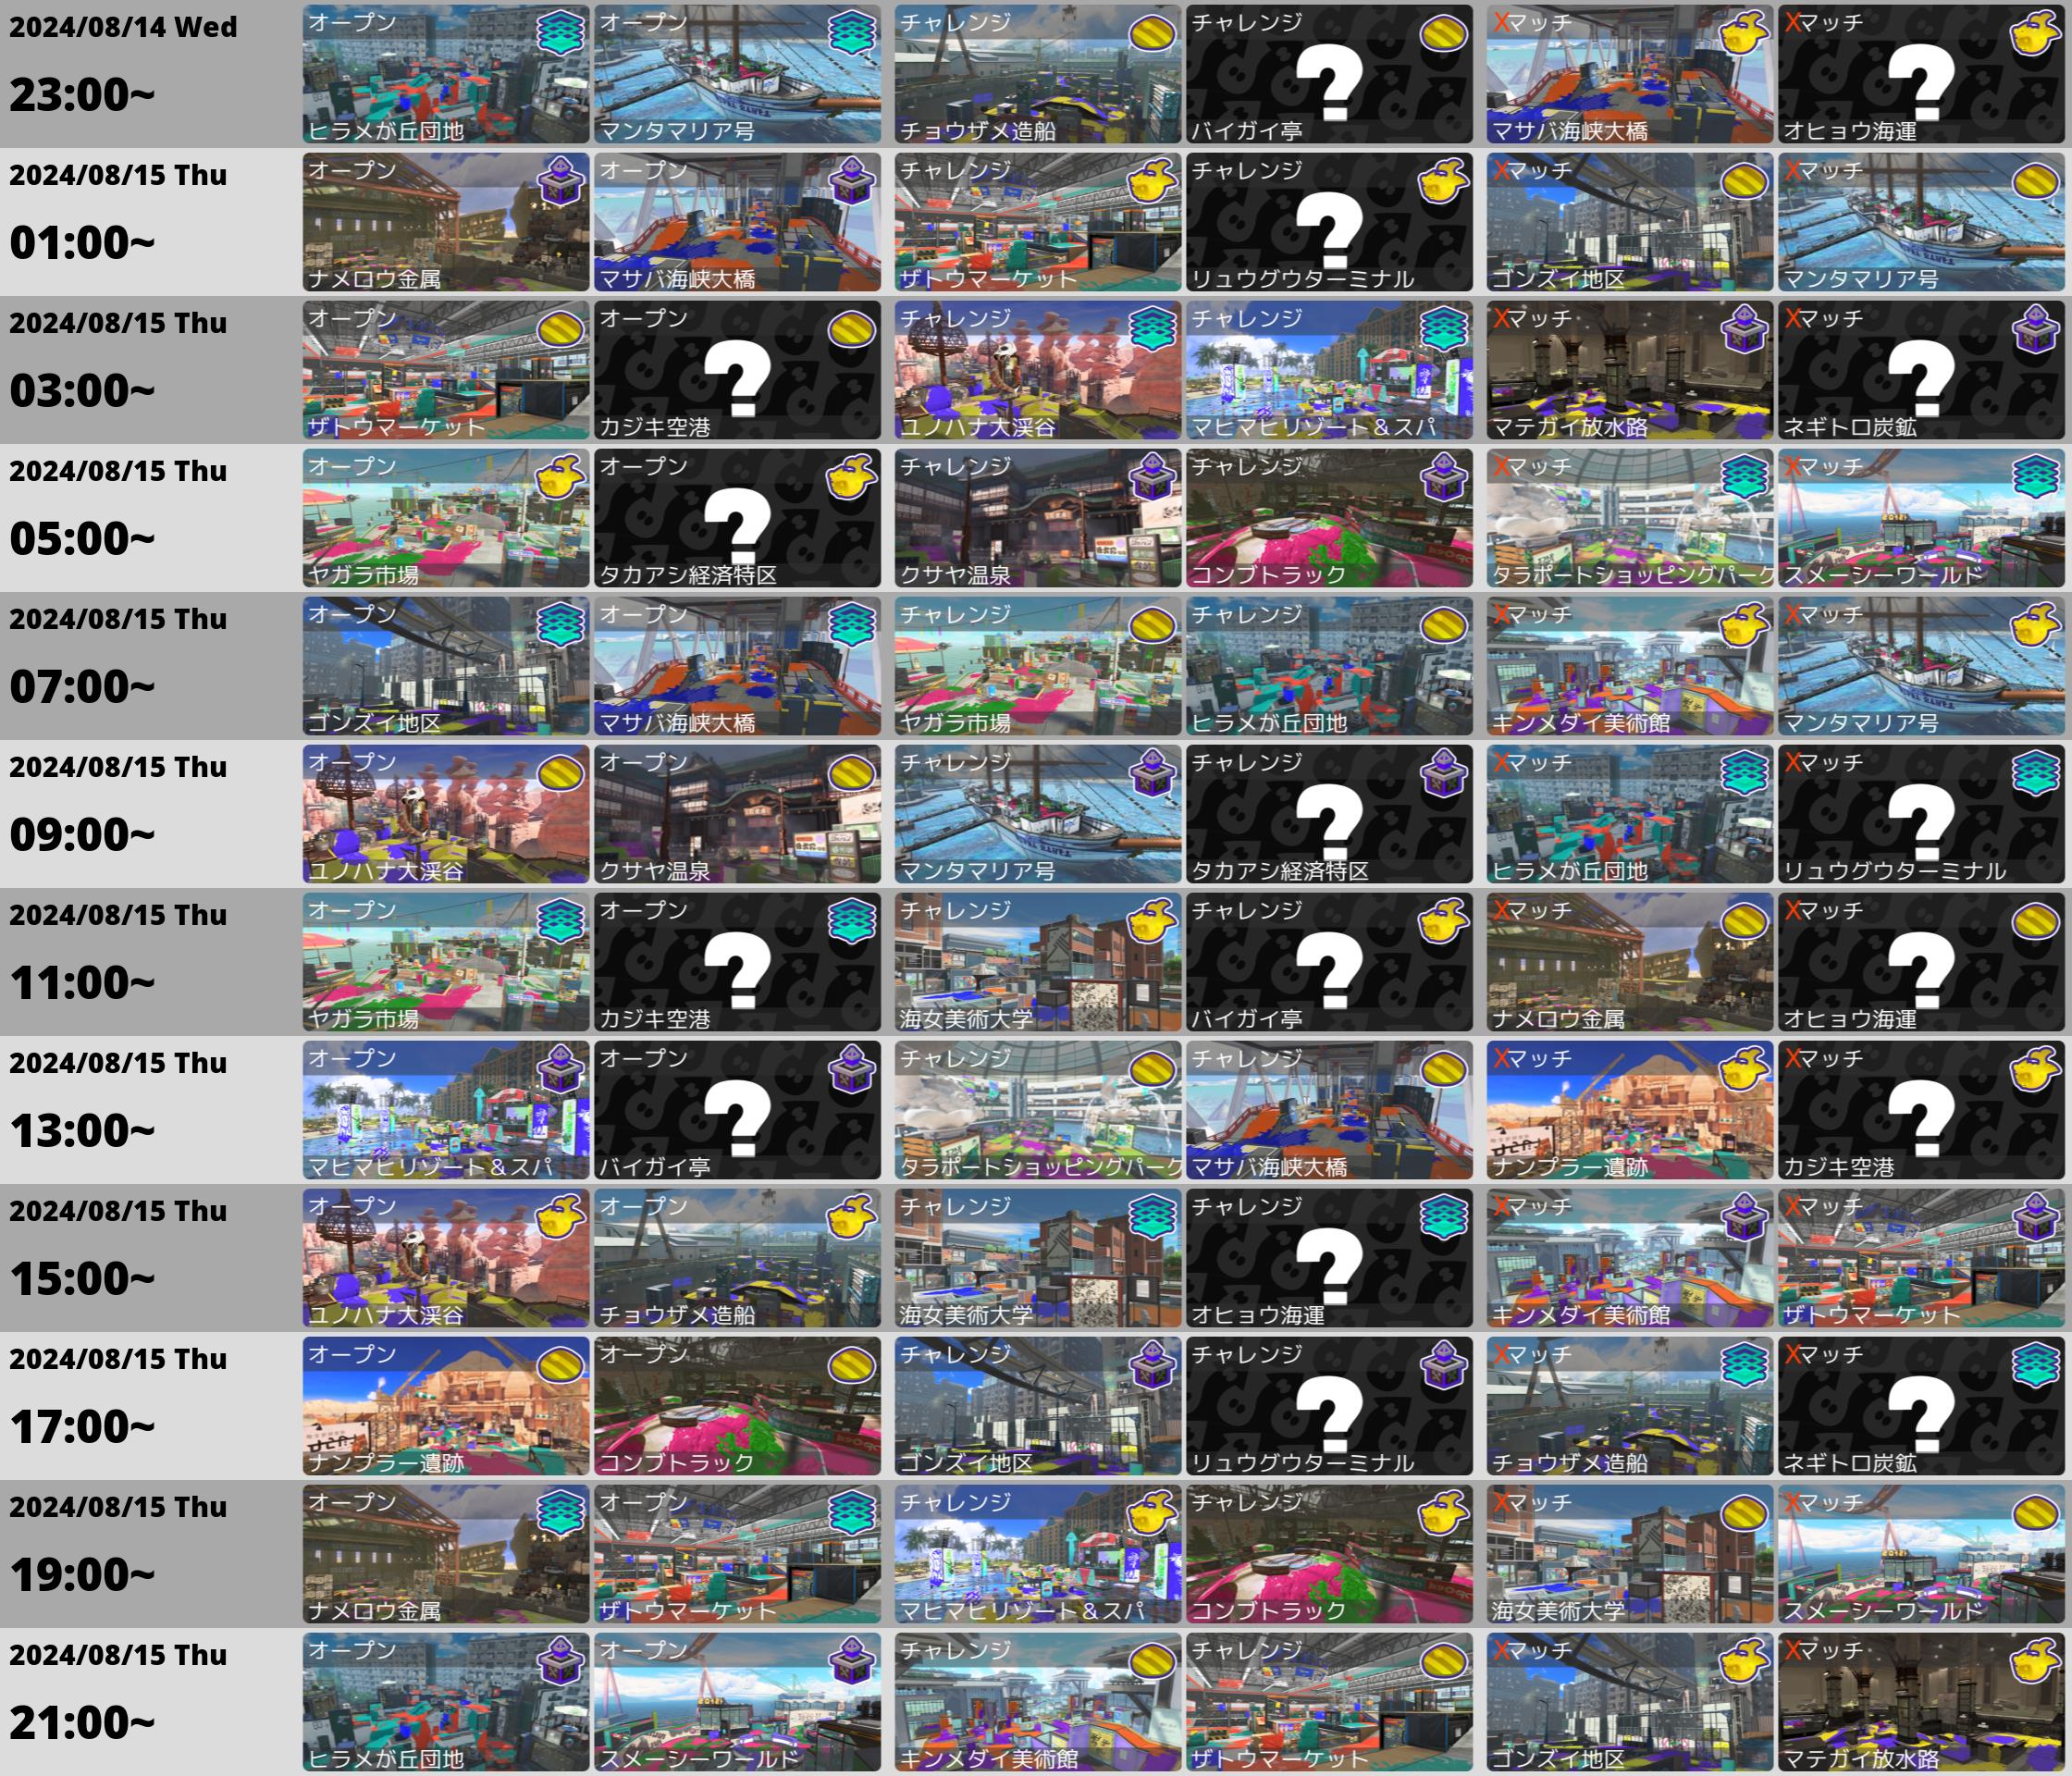 2024/08/14 Wed
23:00~
オープン オープン チャレンジ チャレンジ Xマッチ Xマッチ
ヒラメが丘団地 マンタマリア号 チョウザメ造船 バイガイ亭 マサバ海峡大橋 オヒョウ海運
2024/08/15 Thu
01:00~
オープン オープン チャレンジ チャレンジ Xマッチ Xマッチ
ナメロウ金属 マサバ海峡大橋 ザトウマーケット リュウグウターミナル ゴンズイ地区 マンタマリア号
2024/08/15 Thu
03:00~
オープン オープン チャレンジ チャレンジ Xマッチ Xマッチ
ザトウマーケット カジキ空港 ユノハナ大渓谷 マヒマヒリゾート&スパ マテガイ放水路 ネギトロ炭鉱
2024/08/15 Thu
05:00~
オープン オープン チャレンジ チャレンジ Xマッチ Xマッチ
ヤガラ市場 タカアシ経済特区 クサヤ温泉 コンブトラック タラポートショッピングパーク スメーシーワールド
2024/08/15 Thu
07:00~
オープン オープン チャレンジ チャレンジ Xマッチ Xマッチ
ゴンズイ地区 マサバ海峡大橋 ヤガラ市場 ヒラメが丘団地 キンメダイ美術館 マンタマリア号
2024/08/15 Thu
09:00~
オープン オープン チャレンジ チャレンジ Xマッチ Xマッチ
ユノハナ大渓谷 クサヤ温泉 マンタマリア号 タカアシ経済特区 ヒラメが丘団地 リュウグウターミナル
2024/08/15 Thu
11:00~
オープン オープン チャレンジ チャレンジ Xマッチ Xマッチ
ヤガラ市場 カジキ空港 海女美術大学 バイガイ亭 ナメロウ金属 オヒョウ海運
2024/08/15 Thu
13:00~
オープン オープン チャレンジ チャレンジ Xマッチ Xマッチ
マヒマヒリゾート&スパ バイガイ亭 タラポートショッピングパーク マサバ海峡大橋 ナンプラー遺跡 カジキ空港
2024/08/15 Thu
15:00~
オープン オープン チャレンジ チャレンジ Xマッチ Xマッチ
ユノハナ大渓谷 チョウザメ造船 海女美術大学 オヒョウ海運 キンメダイ美術館 ザトウマーケット
2024/08/15 Thu
17:00~
オープン オープン チャレンジ チャレンジ Xマッチ Xマッチ
ナンプラー遺跡 コンブトラック ゴンズイ地区 リュウグウターミナル チョウザメ造船 ネギトロ炭鉱
2024/08/15 Thu
19:00~
オープン オープン チャレンジ チャレンジ Xマッチ Xマッチ
ナメロウ金属 ザトウマーケット マヒマヒリゾート&スパ コンブトラック 海女美術大学 スメーシーワールド
2024/08/15 Thu
21:00~
オープン オープン チャレンジ チャレンジ Xマッチ Xマッチ
ヒラメが丘団地 スメーシーワールド キンメダイ美術館 ザトウマーケット ゴンズイ地区 マテガイ放水路